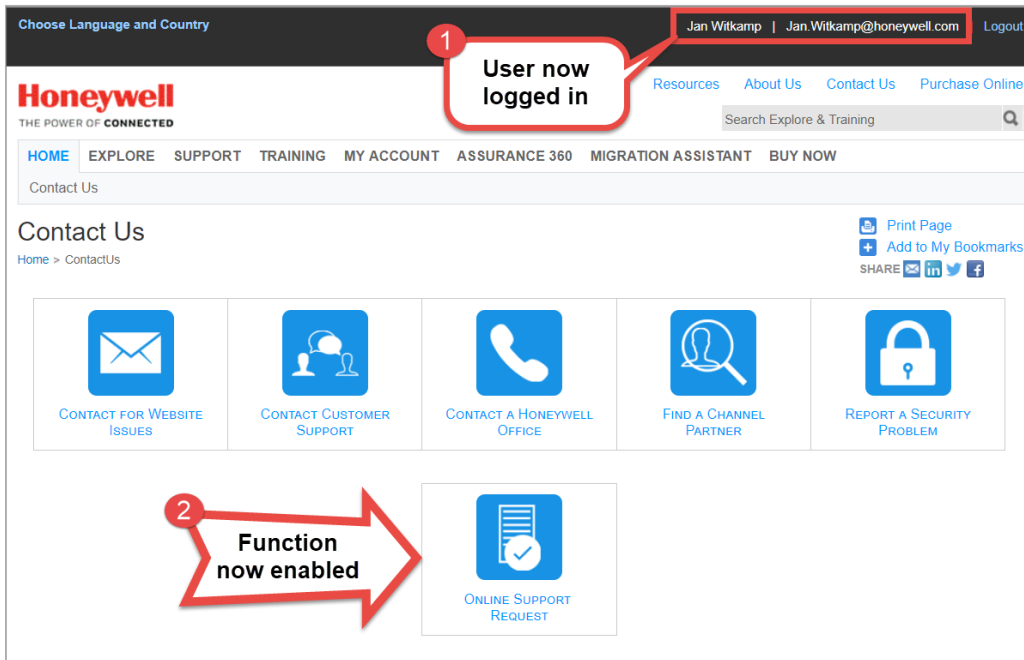 Choose Language and Country
Jan Witkamp | Jan.Witkamp@honeywell.com
Logout
1
User now
logged in
Resources
About Us
Contact Us
Purchase Online
Honeywell
THE POWER OF CONNECTED
Search Explore & Training
HOME
EXPLORE
SUPPORT
TRAINING
MY ACCOUNT
ASSURANCE 360
MIGRATION ASSISTANT
BUY NOW
Contact Us
Contact Us
Home > ContactUs
Print Page
Add to My Bookmarks
SHARE
CONTACT FOR WEBSITE
ISSUES
CONTACT CUSTOMER
SUPPORT
CONTACT A HONEYWELL
OFFICE
FIND A CHANNEL
PARTNER
REPORT A SECURITY
PROBLEM
2
Function
now enabled
ONLINE SUPPORT
REQUEST